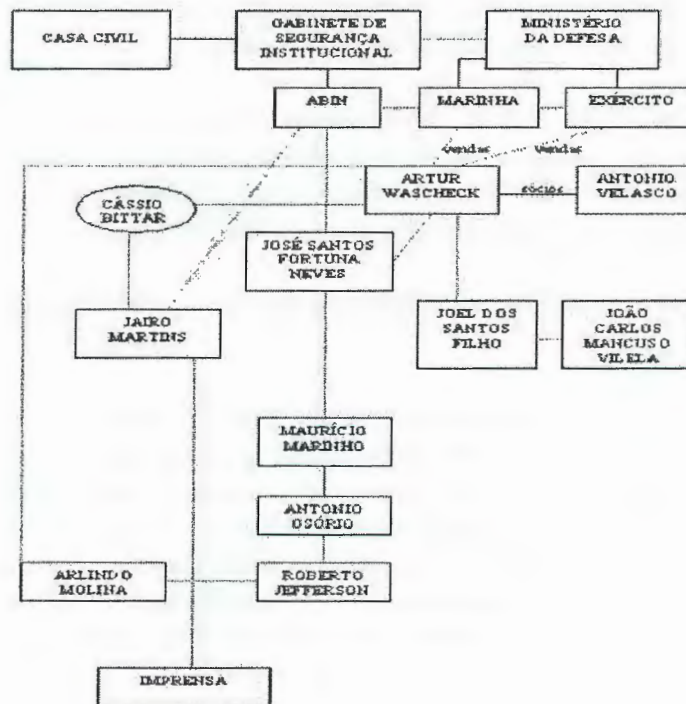 CASA CIVIL
GABINETE DE
SEGURANÇA
INSTITUCIONAL
MINISTÉRIO
DA DEFESA
ABIN
MARINHA
EXÉRCITO
vendas
vendas
ARTUR
WASCHECK
sócios
ANTONIO
VELASCO
CÁSSIO
BITTAR
JOSÉ SANTOS
FORTUNA
NEVES
JAIRO
MARTINS
JOEL DOS
SANTOS
FILHO
JOÃO
CARLOS
MANCUSO
VILELA
MAURÍCIO
MARINHO
ANTONIO
OSÓRIO
ARLINDO
MOLINA
ROBERTO
JEFFERSON
IMPRENSA